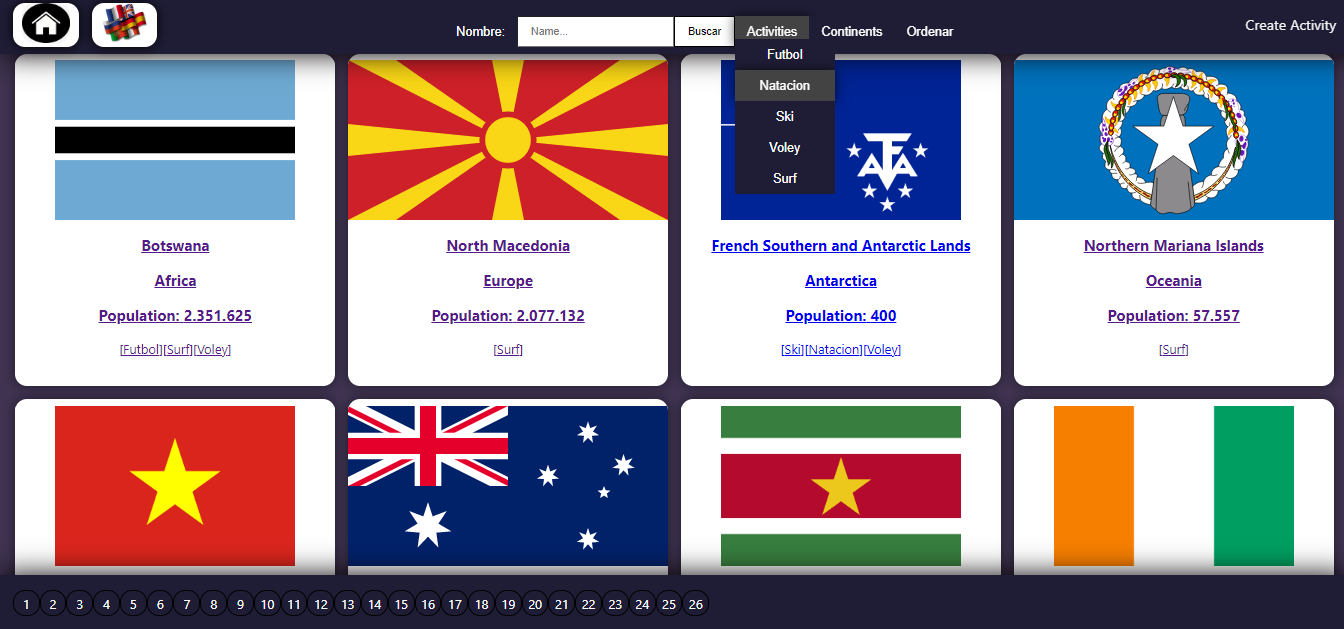 Nombre: Name... Buscar Activities Continents Ordenar Create Activity
Futbol
Natacion
Ski
Voley
Surf
Botswana
Africa
Population: 2.351.625
[Futbol][Surf][Voley]
North Macedonia
Europe
Population: 2.077.132
[Surf]
French Southern and Antarctic Lands
Antarctica
Population: 400
[Ski][Natacion][Voley]
Northern Mariana Islands
Oceania
Population: 57.557
[Surf]
1 2 3 4 5 6 7 8 9 10 11 12 13 14 15 16 17 18 19 20 21 22 23 24 25 26